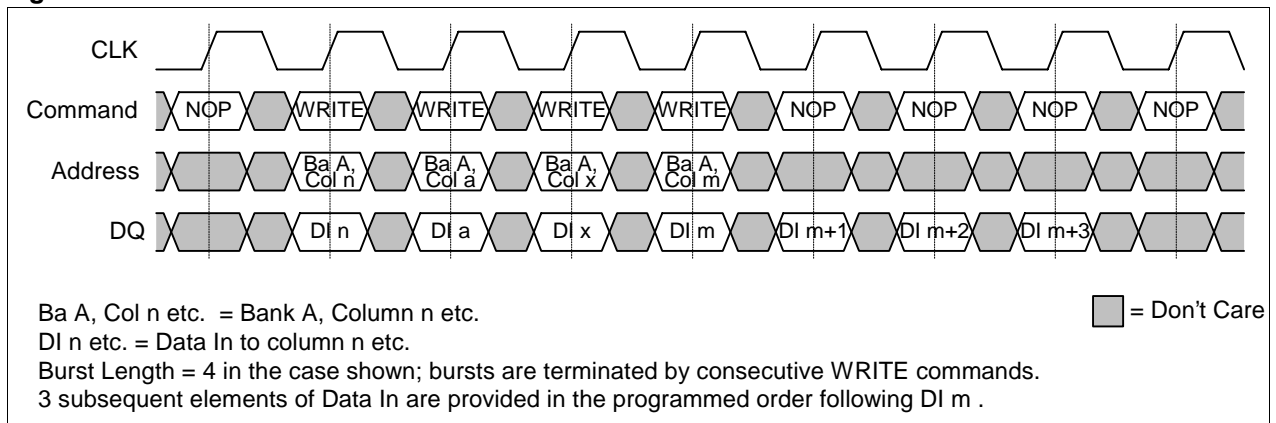 CLK
Command NOP WRITE WRITE WRITE WRITE NOP NOP NOP NOP
Address Ba A, Col n Ba A, Col a Ba A, Col x Ba A, Col m
DQ DI n DI a DI x DI m DI m+1 DI m+2 DI m+3
Ba A, Col n etc. = Bank A, Column n etc.
= Don't Care
DI n etc. = Data In to column n etc.
Burst Length = 4 in the case shown; bursts are terminated by consecutive WRITE commands.
3 subsequent elements of Data In are provided in the programmed order following DI m .